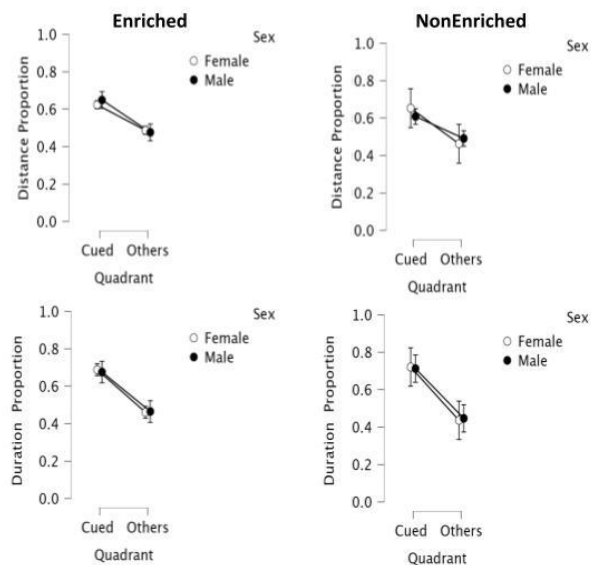 Enriched
Sex
Female
Male
1.0
0.8
0.6
0.4
0.2
0.0
Distance Proportion
Cued Others
Quadrant
NonEnriched
Sex
Female
Male
1.0
0.8
0.6
0.4
0.2
0.0
Distance Proportion
Cued Others
Quadrant
Sex
Female
Male
1.0
0.8
0.6
0.4
0.2
0.0
Duration Proportion
Cued Others
Quadrant
Sex
Female
Male
1.0
0.8
0.6
0.4
0.2
0.0
Duration Proportion
Cued Others
Quadrant